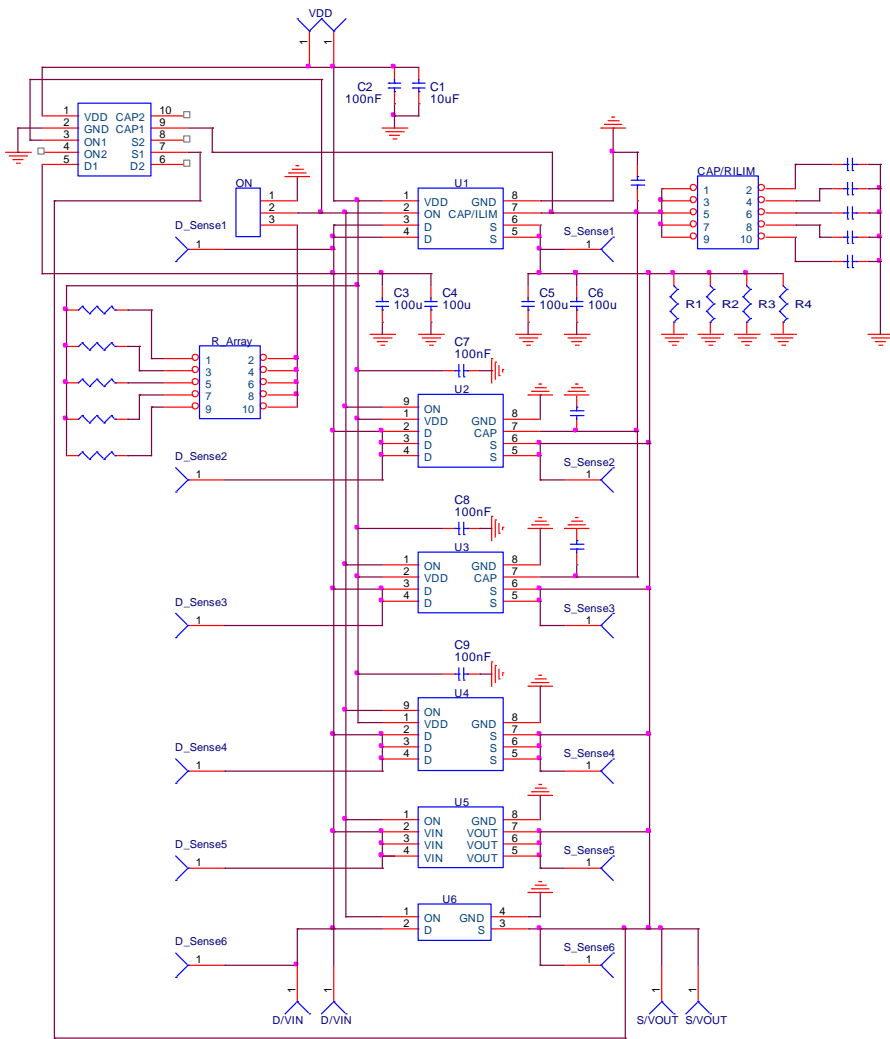 VDD
1 1
C2 100nF
C1 10uF
1 VDD CAP2 10
2 GND CAP1 9
3 ON1 S2 8
4 ON2 S1 7
5 D1 D2 6
ON
1
2
3
U1
1 VDD GND 8
2 ON CAP/ILIM 7
3 D S 6
4 D S 5
CAP/RILIM
1 2
3 4
5 6
7 8
9 10
D_Sense1
1
S_Sense1
1
C3 100u
C4 100u
C5 100u
C6 100u
R1 R2 R3 R4
R_Array
1 2
3 4
5 6
7 8
9 10
C7
100nF
U2
9 ON
1 VDD GND 8
2 D CAP 7
3 D S 6
4 D S 5
D_Sense2
1
S_Sense2
1
C8
100nF
U3
1 ON GND 8
2 VDD CAP 7
3 D S 6
4 D S 5
D_Sense3
1
S_Sense3
1
C9
100nF
U4
9 ON
1 VDD GND 8
2 D S 7
3 D S 6
4 D S 5
D_Sense4
1
S_Sense4
1
U5
1 ON GND 8
2 VIN VOUT 7
3 VIN VOUT 6
4 VIN VOUT 5
D_Sense5
1
S_Sense5
1
U6
1 ON GND 4
2 D S 3
D_Sense6
1
S_Sense6
1
1 1 1 1
D/VIN D/VIN S/VOUT S/VOUT